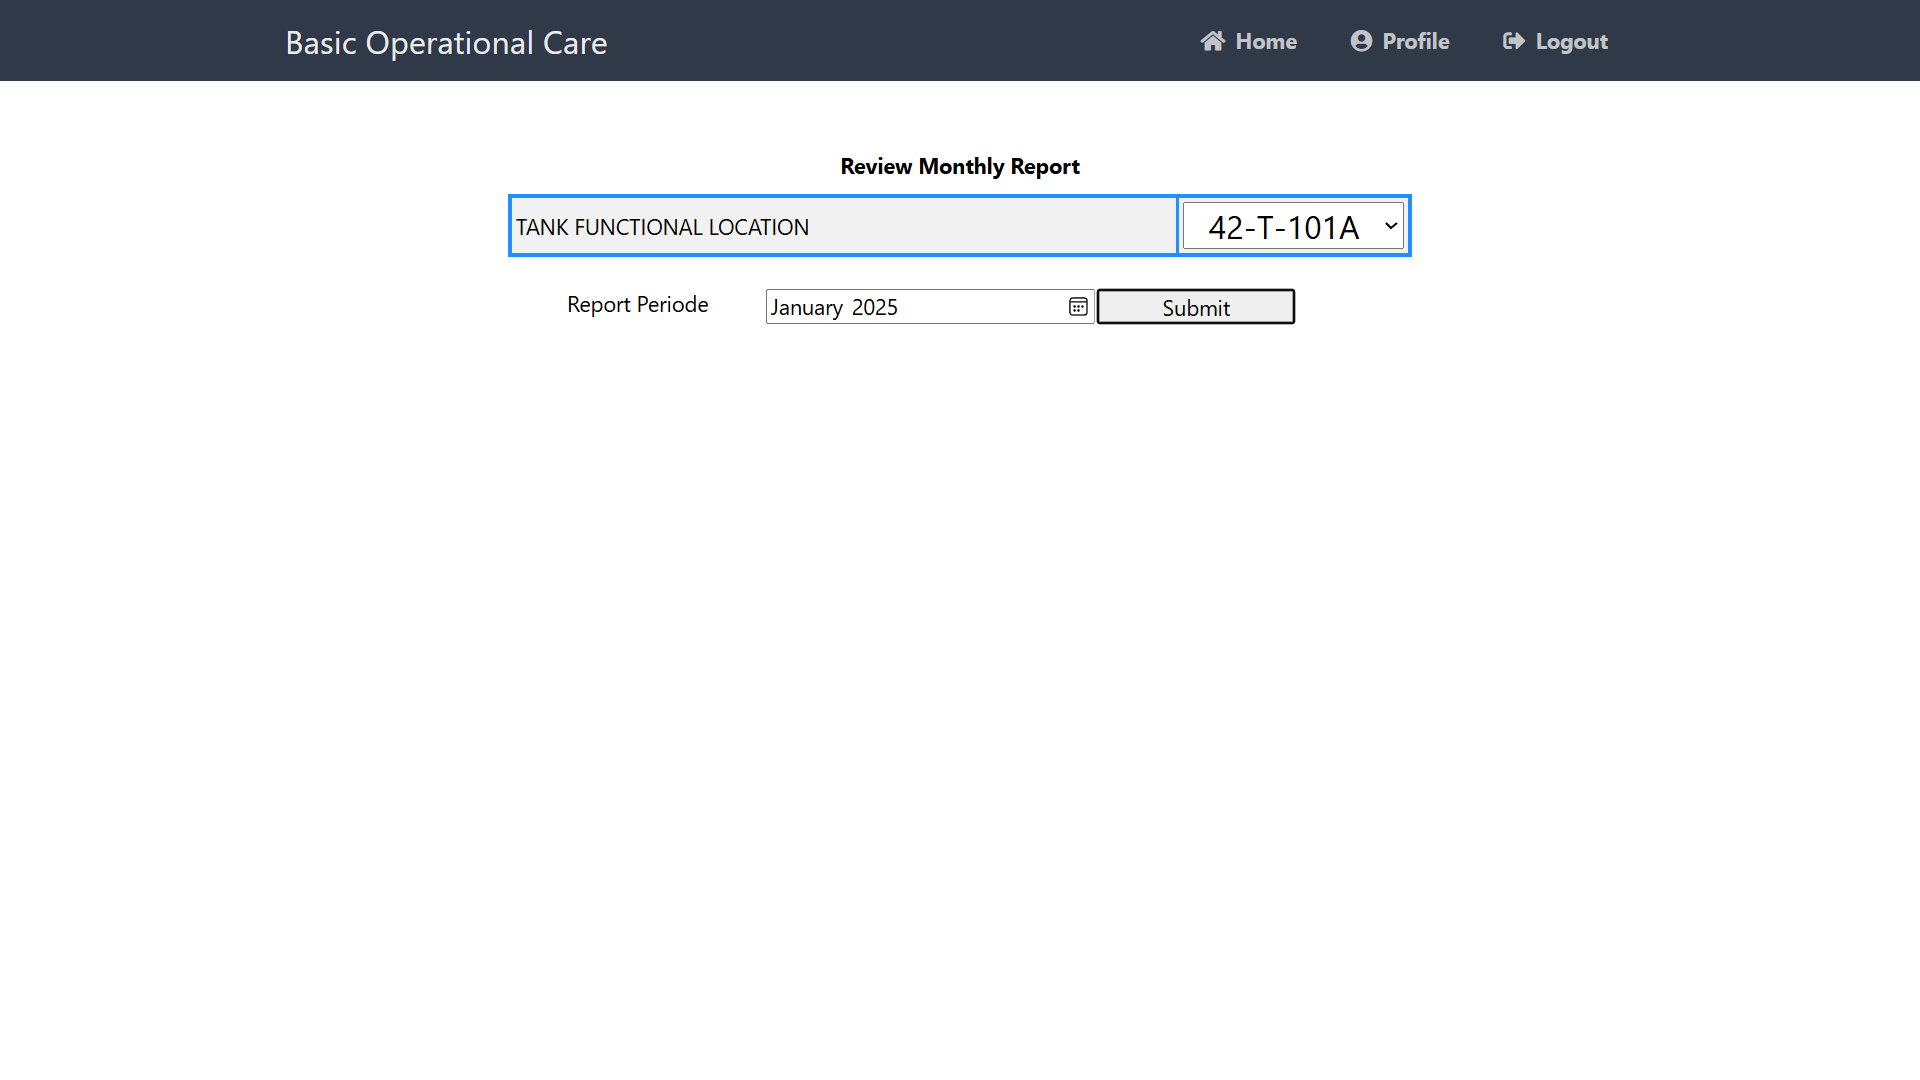 Basic Operational Care
Home
Profile
Logout
Review Monthly Report
TANK FUNCTIONAL LOCATION
42-T-101A
Report Periode
January 2025
Submit